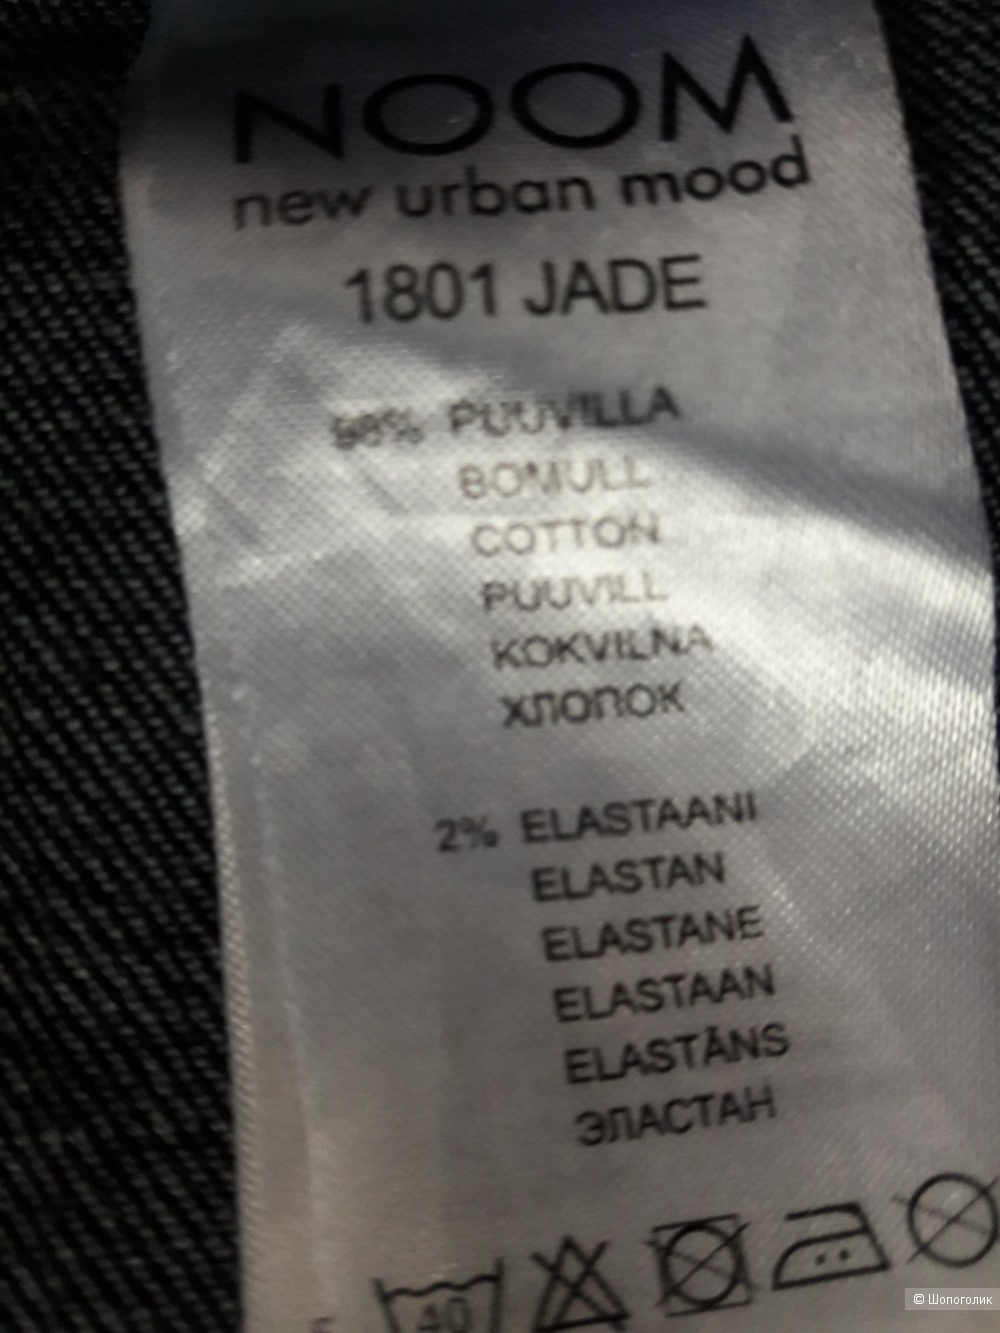 NOOM
new urban mood
1801 JADE
98% PUUVILLA
BOMULL
COTTON
PUUVILL
KOKVILNA
ХЛОПОК
2% ELASTAANI
ELASTAN
ELASTANE
ELASTAAN
ELASTĀNS
ЭЛАСТАН
40
© Шопоголик